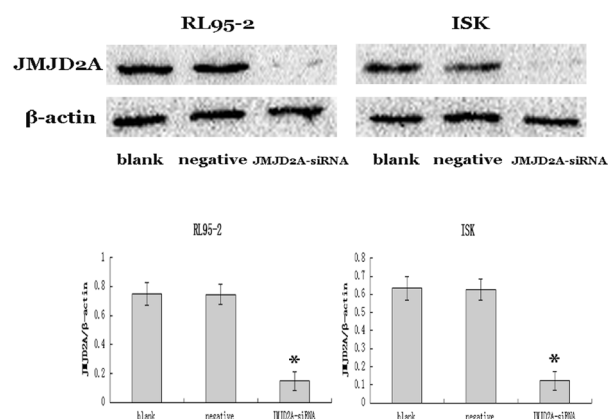 RL95-2 ISK
JMJD2A
β-actin
blank negative JMJD2A-siRNA blank negative JMJD2A-siRNA
RL95-2
JMJD2A/β-actin
1
0.8
0.6
0.4
0.2
0
*
blank negative JMJD2A-siRNA
ISK
JMJD2A/β-actin
0.8
0.7
0.6
0.5
0.4
0.3
0.2
0.1
0
*
blank negative JMJD2A-siRNA